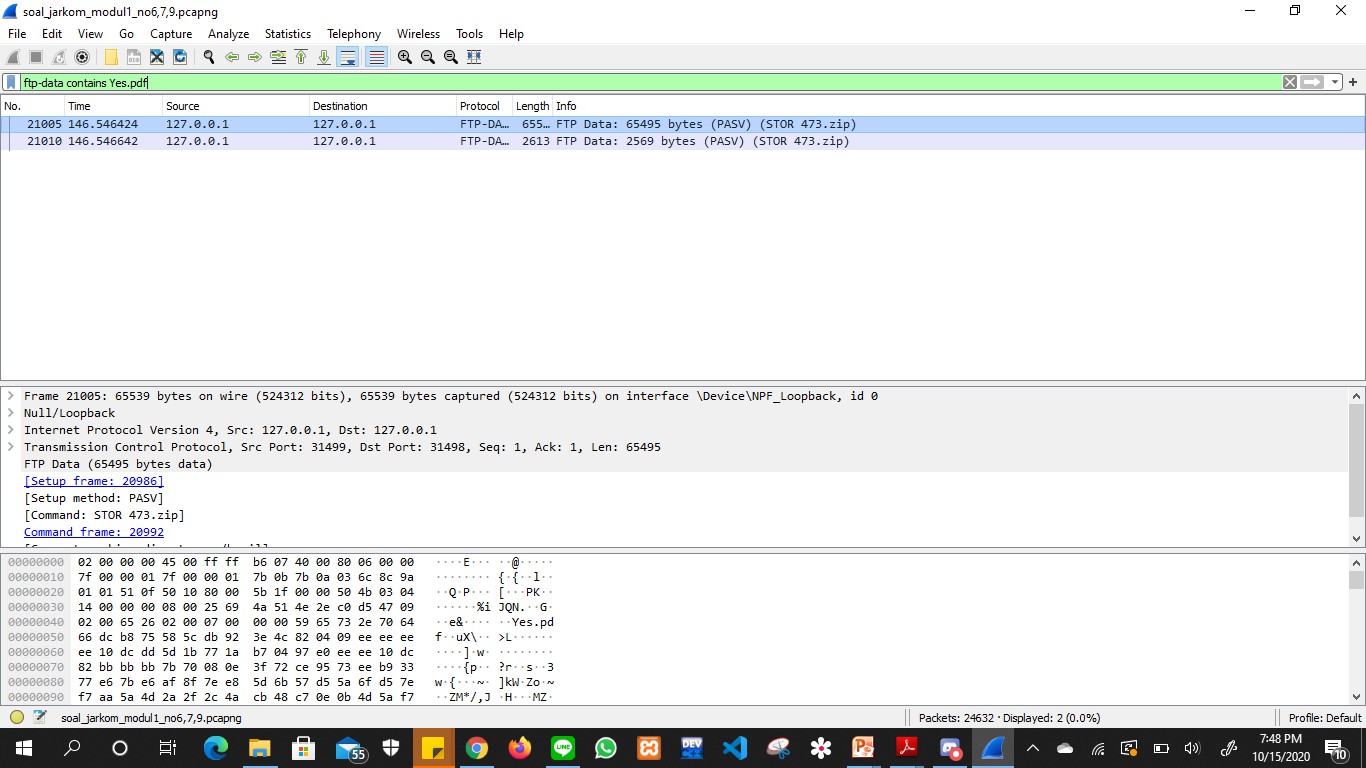 soal_jarkom_modul1_no6,7,9.pcapng
File Edit View Go Capture Analyze Statistics Telephony Wireless Tools Help
ftp-data contains Yes.pdf
No. Time Source Destination Protocol Length Info
21005 146.546424 127.0.0.1 127.0.0.1 FTP-DA… 655… FTP Data: 65495 bytes (PASV) (STOR 473.zip)
21010 146.546642 127.0.0.1 127.0.0.1 FTP-DA… 2613 FTP Data: 2569 bytes (PASV) (STOR 473.zip)
Frame 21005: 65539 bytes on wire (524312 bits), 65539 bytes captured (524312 bits) on interface \Device\NPF_Loopback, id 0
Null/Loopback
Internet Protocol Version 4, Src: 127.0.0.1, Dst: 127.0.0.1
Transmission Control Protocol, Src Port: 31499, Dst Port: 31498, Seq: 1, Ack: 1, Len: 65495
FTP Data (65495 bytes data)
[Setup frame: 20986]
[Setup method: PASV]
[Command: STOR 473.zip]
Command frame: 20992
00000000 02 00 00 00 45 00 ff ff b6 07 40 00 80 06 00 00 ····E··· ··@·····
00000010 7f 00 00 01 7f 00 00 01 7b 0b 7b 0a 03 6c 8c 9a ········ {·{··l··
00000020 01 01 51 0f 50 10 80 00 5b 1f 00 00 50 4b 03 04 ··Q·P··· [···PK··
00000030 14 00 00 00 08 00 25 69 4a 51 4e 2e c0 d5 47 09 ······%i JQN.··G·
00000040 02 00 65 26 02 00 07 00 00 00 59 65 73 2e 70 64 ··e&···· ··Yes.pd
00000050 66 dc b8 75 58 5c db 92 3e 4c 82 04 09 ee ee ee f··uX\·· >L······
00000060 ee 10 dc dd 5d 1b 77 1a b7 04 97 e0 ee ee 10 dc ····]·w· ········
00000070 82 bb bb bb 7b 70 08 0e 3f 72 ce 95 73 ee b9 33 ····{p·· ?r··s··3
00000080 77 e6 7b e6 af 8f 7e e8 5d 6b 57 d5 5a 6f d5 7e w·{···~· ]kW·Zo·~
00000090 f7 aa 5a 4d 2a 2f 2c 4a cb 48 c7 0e 0b 4d 5a f7 ··ZM*/,J ·H···MZ·
soal_jarkom_modul1_no6,7,9.pcapng
Packets: 24632 · Displayed: 2 (0.0%)
Profile: Default
55
DEV
7:48 PM
10/15/2020
10